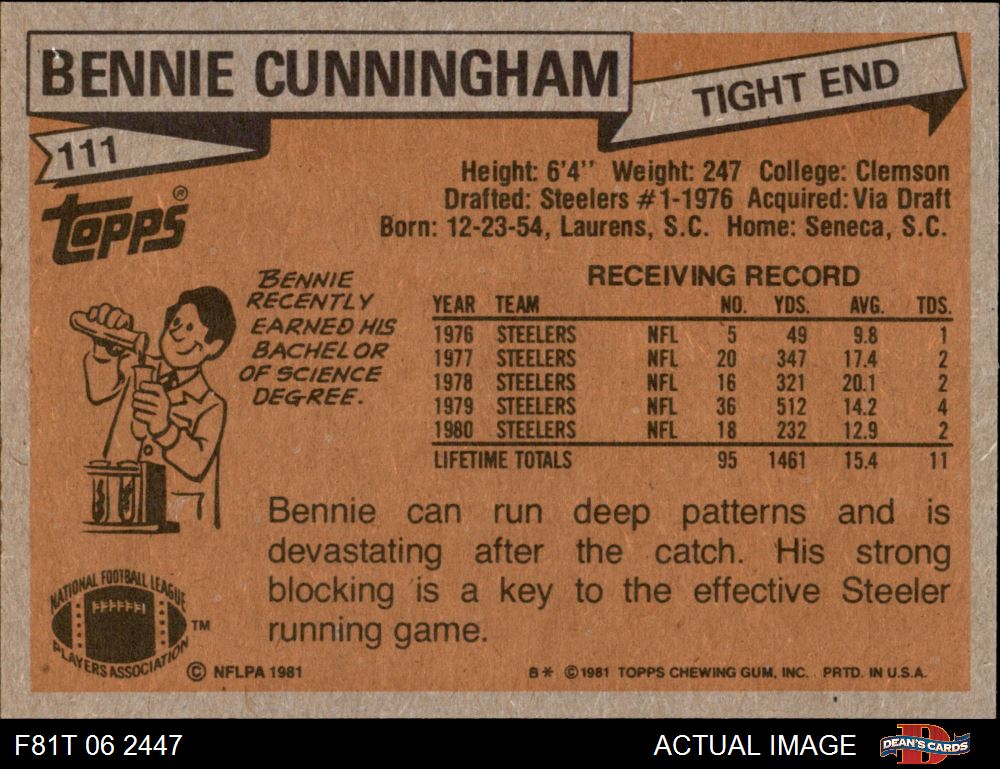 BENNIE CUNNINGHAM
TIGHT END
111
TOPPS®
Height: 6'4'' Weight: 247 College: Clemson
Drafted: Steelers #1-1976 Acquired: Via Draft
Born: 12-23-54, Laurens, S.C. Home: Seneca, S.C.
BENNIE
RECENTLY
EARNED HIS
BACHELOR
OF SCIENCE
DEGREE.
RECEIVING RECORD
YEAR TEAM NO. YDS. AVG. TDS.
1976 STEELERS NFL 5 49 9.8 1
1977 STEELERS NFL 20 347 17.4 2
1978 STEELERS NFL 16 321 20.1 2
1979 STEELERS NFL 36 512 14.2 4
1980 STEELERS NFL 18 232 12.9 2
LIFETIME TOTALS 95 1461 15.4 11
Bennie can run deep patterns and is
devastating after the catch. His strong
blocking is a key to the effective Steeler
running game.
NATIONAL FOOTBALL LEAGUE
PLAYERS ASSOCIATION
TM
© NFLPA 1981
B* © 1981 TOPPS CHEWING GUM, INC. PRTD. IN U.S.A.
F81T 06 2447
ACTUAL IMAGE
D
DEAN'S CARDS